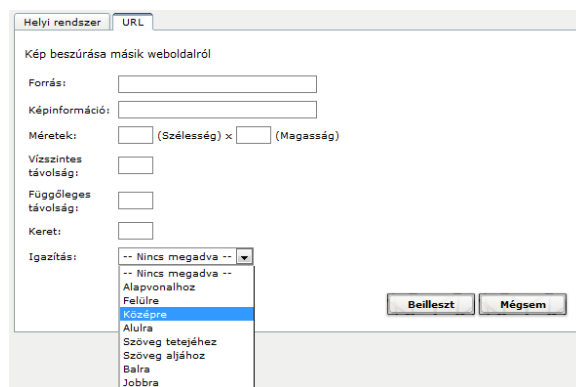 Helyi rendszer URL
Kép beszúrása másik weboldalról
Forrás:
Képinformáció:
Méretek: (Szélesség) x (Magasság)
Vízszintes
távolság:
Függőleges
távolság:
Keret:
Igazítás: -- Nincs megadva --
-- Nincs megadva --
Alapvonalhoz
Felülre
Középre
Alulra
Szöveg tetejéhez
Szöveg aljához
Balra
Jobbra
Beilleszt Mégsem